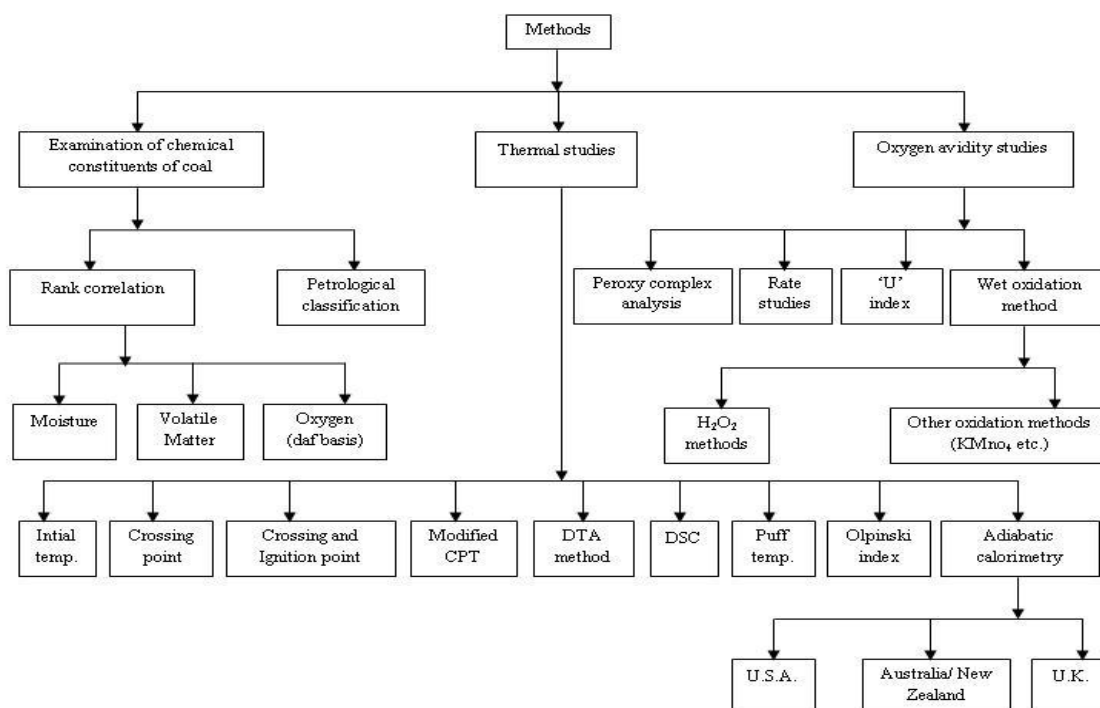 Methods
Examination of chemical
constituents of coal
Thermal studies
Oxygen avidity studies
Rank correlation
Petrological
classification
Peroxy complex
analysis
Rate
studies
‘U’
index
Wet oxidation
method
Moisture
Volatile
Matter
Oxygen
(daf basis)
H₂O₂
methods
Other oxidation methods
(KMno₄ etc.)
Intial
temp.
Crossing
point
Crossing and
Ignition point
Modified
CPT
DTA
method
DSC
Puff
temp.
Olpinski
index
Adiabatic
calorimetry
U.S.A.
Australia/ New
Zealand
U.K.